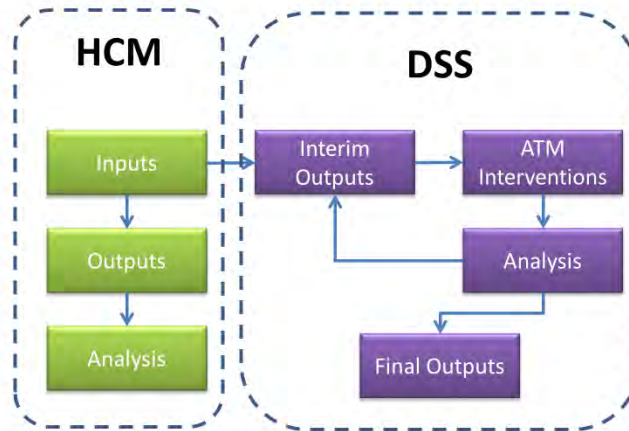 HCM
Inputs
Outputs
Analysis
DSS
Interim
Outputs
ATM
Interventions
Analysis
Final Outputs